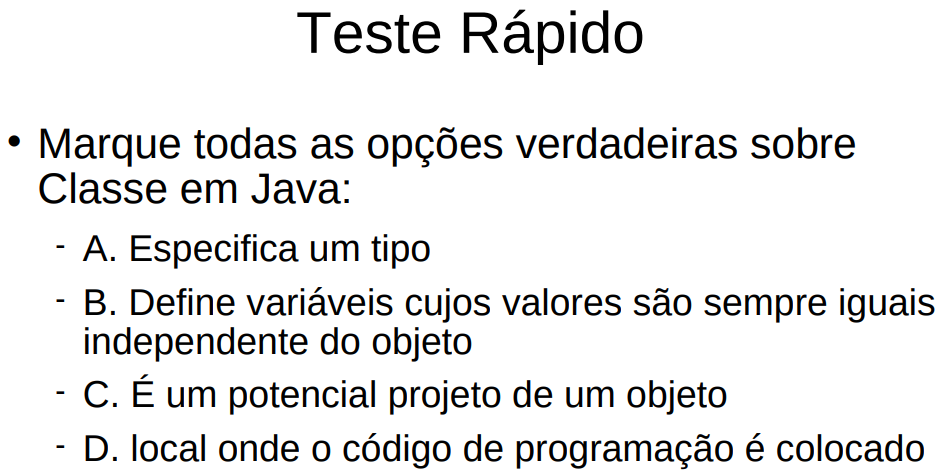 Teste Rápido
• Marque todas as opções verdadeiras sobre
Classe em Java:
- A. Especifica um tipo
- B. Define variáveis cujos valores são sempre iguais
independente do objeto
- C. É um potencial projeto de um objeto
- D. local onde o código de programação é colocado